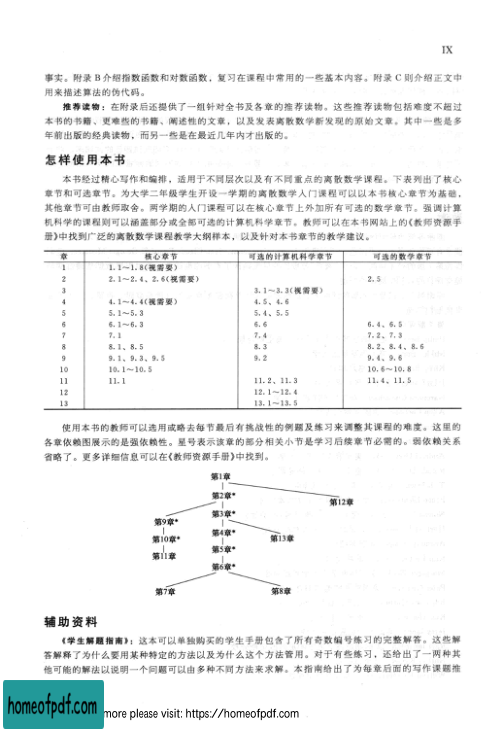 IX
事实。附录 B 介绍指数函数和对数函数，复习在课程中常用的一些基本内容。附录 C 则介绍正文中
用来描述算法的伪代码。
推荐读物：在附录后还提供了一组针对全书及各章的推荐读物。这些推荐读物包括难度不超过
本书的书籍、更难些的书籍、阐述性的文章，以及发表离散数学新发现的原始文章。其中一些是多
年前出版的经典读物，而另一些是在最近几年内才出版的。
怎样使用本书
本书经过精心写作和编排，适用于不同层次以及有不同重点的离散数学课程。下表列出了核心
章节和可选章节。为大学二年级学生开设一学期的离散数学入门课程可以以本书核心章节为基础，
其他章节可由教师取舍。两学期的入门课程可以在核心章节上外加所有可选的数学章节。强调计算
机科学的课程则可以涵盖部分或全部可选的计算机科学章节。教师可以在本书网站上的《教师资源手
册》中找到广泛的离散数学课程教学大纲样本，以及针对本书章节的教学建议。
章 核心章节 可选的计算机科学章节 可选的数学章节
1 1.1～1.8(视需要)
2 2.1～2.4、2.6(视需要) 2.5
3 3.1～3.3(视需要)
4 4.1～4.4(视需要) 4.5、4.6
5 5.1～5.3 5.4、5.5
6 6.1～6.3 6.6 6.4、6.5
7 7.1 7.4 7.2、7.3
8 8.1、8.5 8.3 8.2、8.4、8.6
9 9.1、9.3、9.5 9.2 9.4、9.6
10 10.1～10.5 10.6～10.8
11 11.1 11.2、11.3 11.4、11.5
12 12.1～12.4
13 13.1～13.5
使用本书的教师可以选用或略去每节最后有挑战性的例题及练习来调整其课程的难度。这里的
各章依赖图展示的是强依赖性。星号表示该章的部分相关小节是学习后续章节必需的。弱依赖关系
省略了。更多详细信息可以在《教师资源手册》中找到。
第1章
第2章*
第12章
第3章*
第9章*
第4章*
第10章*
第13章
第5章*
第11章
第6章*
第7章
第8章
辅助资料
《学生解题指南》：这本可以单独购买的学生手册包含了所有奇数编号练习的完整解答。这些解
答解释了为什么要用某种特定的方法以及为什么这个方法管用。对于有些练习，还给出了一两种其
他可能的解法以说明一个问题可以由多种不同方法来求解。本指南给出了为每章后面的写作课题推
homeofpdf.com
more please visit: https://homeofpdf.com